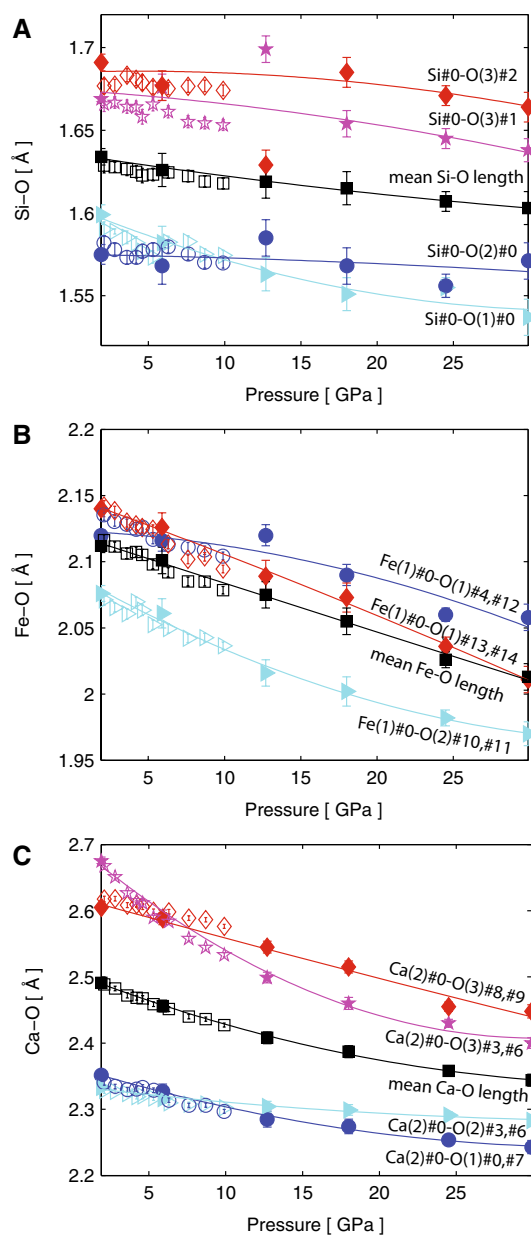 A
1.7
1.65
1.6
1.55
Si–O [ Å ]
Si#0-O(3)#2
Si#0-O(3)#1
mean Si-O length
Si#0-O(2)#0
Si#0-O(1)#0
5 10 15 20 25
Pressure [ GPa ]
B
2.2
2.15
2.1
2.05
2
1.95
Fe–O [ Å ]
Fe(1)#0-O(1)#4,#12
Fe(1)#0-O(1)#13,#14
mean Fe-O length
Fe(1)#0-O(2)#10,#11
5 10 15 20 25
Pressure [ GPa ]
C
2.7
2.6
2.5
2.4
2.3
2.2
Ca–O [ Å ]
Ca(2)#0-O(3)#8,#9
Ca(2)#0-O(3)#3,#6
mean Ca-O length
Ca(2)#0-O(2)#3,#6
Ca(2)#0-O(1)#0,#7
5 10 15 20 25
Pressure [ GPa ]